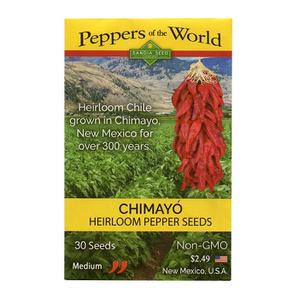 Peppers of the World
SANDIA SEED
Heirloom Chile
grown in Chimayo,
New Mexico for
over 300 years.
CHIMAYÓ
HEIRLOOM PEPPER SEEDS
30 Seeds
Non-GMO
$2.49
Medium
New Mexico, U.S.A.